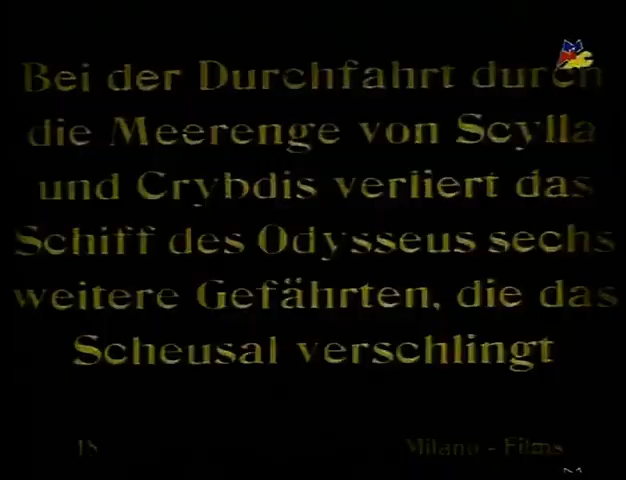 Bei der Durchfahrt durch
die Meerenge von Scylla
und Crybdis verliert das
Schiff des Odysseus sechs
weitere Gefährten, die das
Scheusal verschlingt
18 Milano - Films